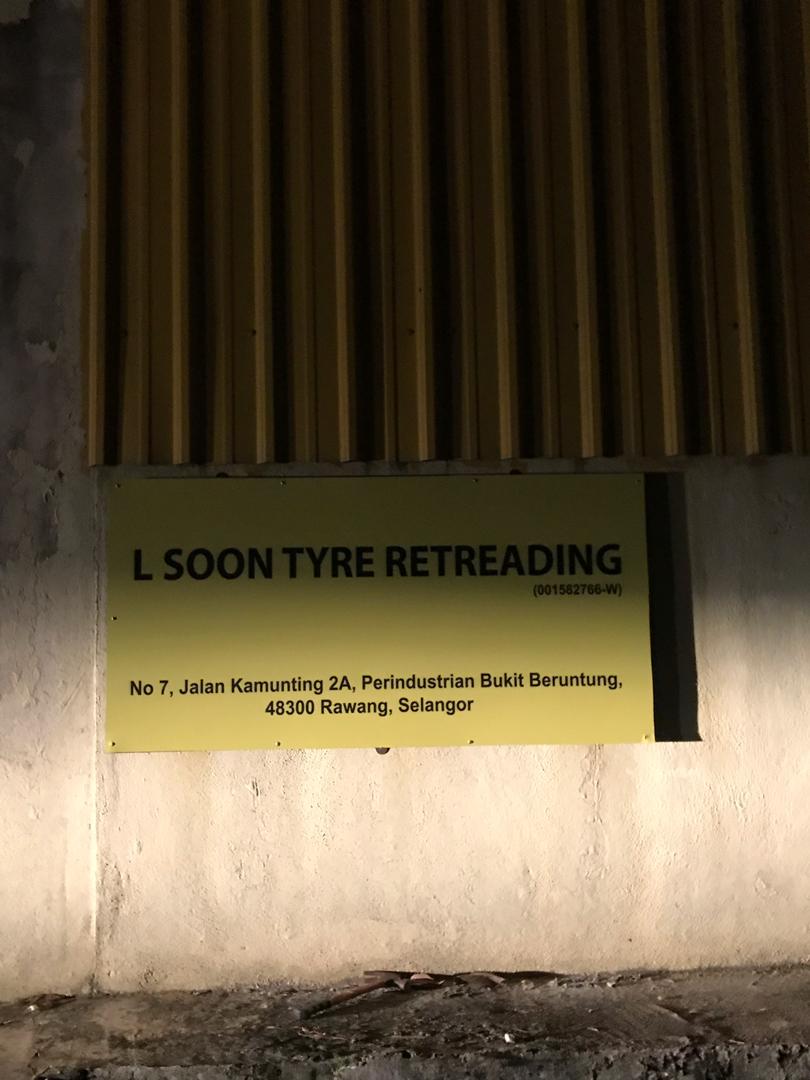 L SOON TYRE RETREADING
(001582766-W)
No 7, Jalan Kamunting 2A, Perindustrian Bukit Beruntung,
48300 Rawang, Selangor